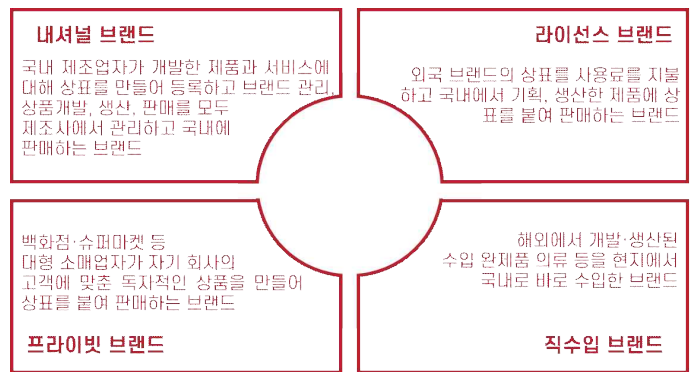 내셔널 브랜드
국내 제조업자가 개발한 제품과 서비스에
대해 상표를 만들어 등록하고 브랜드 관리,
상품개발, 생산, 판매를 모두
제조사에서 관리하고 국내에
판매하는 브랜드
라이선스 브랜드
외국 브랜드의 상표를 사용료를 지불
하고 국내에서 기획, 생산한 제품에 상
표를 붙여 판매하는 브랜드
백화점·슈퍼마켓 등
대형 소매업자가 자기 회사의
고객에 맞춘 독자적인 상품을 만들어
상표를 붙여 판매하는 브랜드
프라이빗 브랜드
해외에서 개발·생산된
수입 완제품 의류 등을 현지에서
국내로 바로 수입한 브랜드
직수입 브랜드